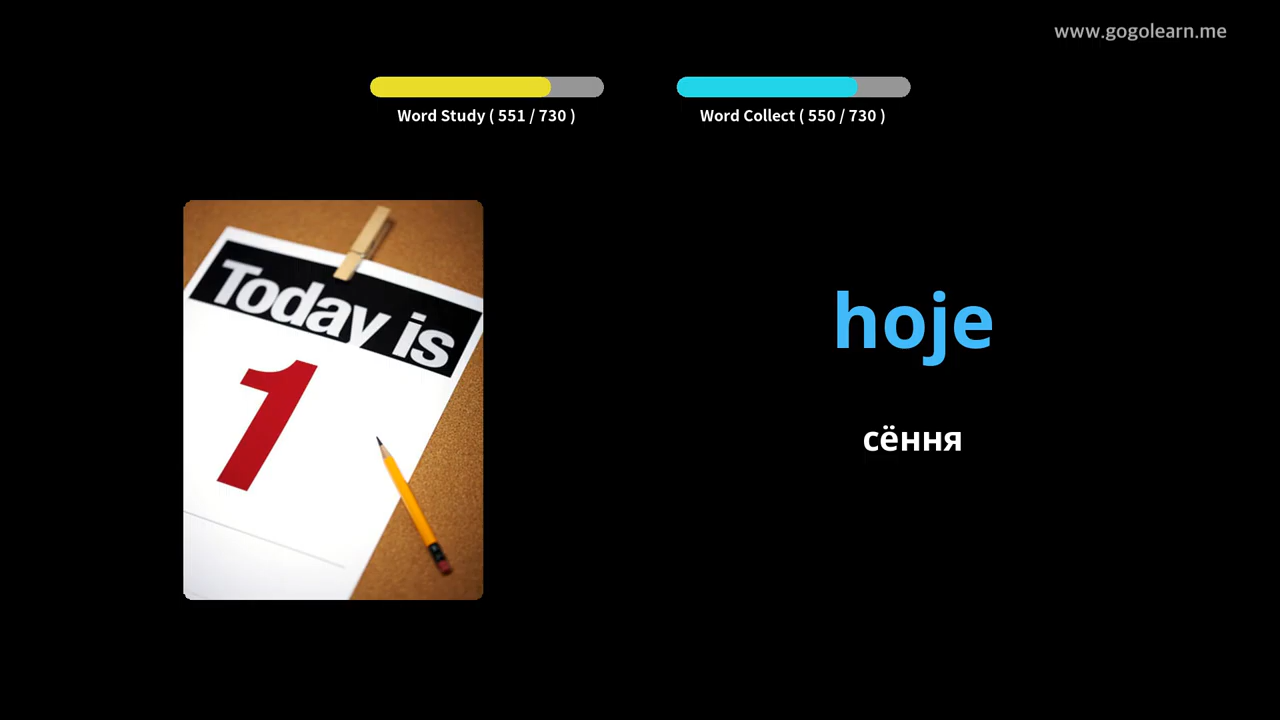 www.gogolearn.me
Word Study ( 551 / 730 )
Word Collect ( 550 / 730 )
Today is
1
hoje
сёння